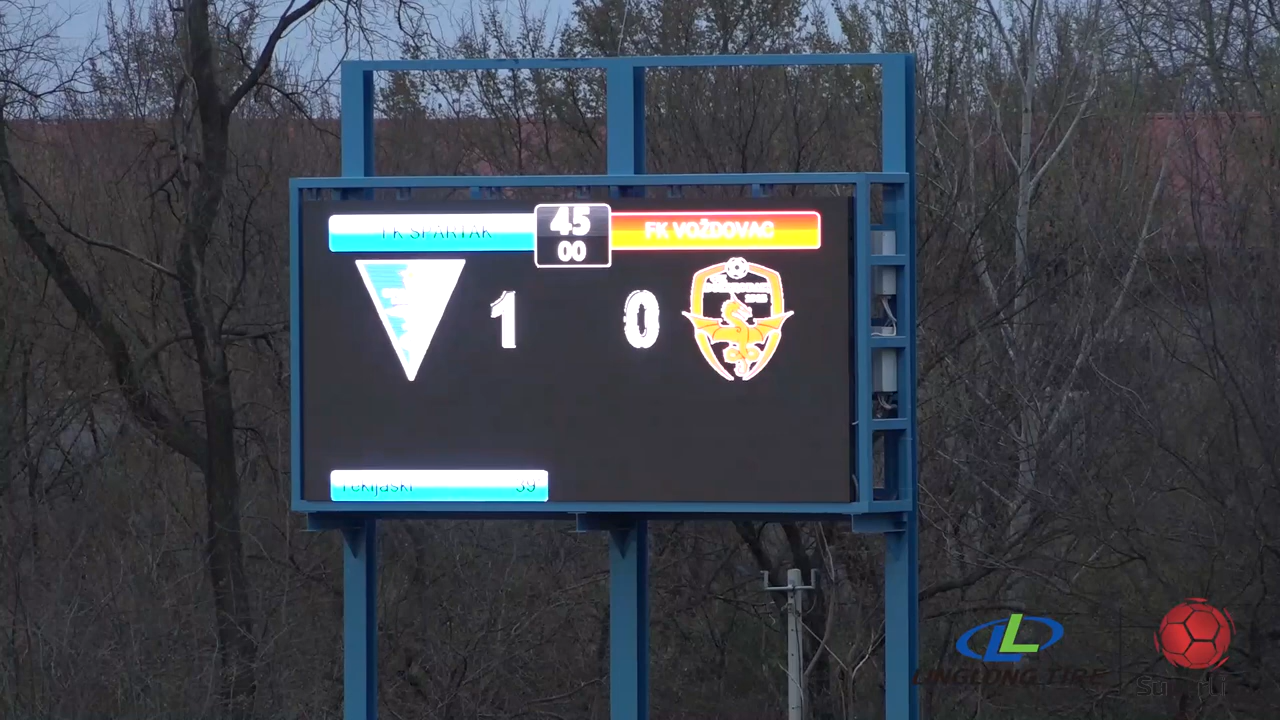 FK SPARTAK
45
00
FK VOŽDOVAC
1
0
Tekijaški 39
LINGLONG TIRE